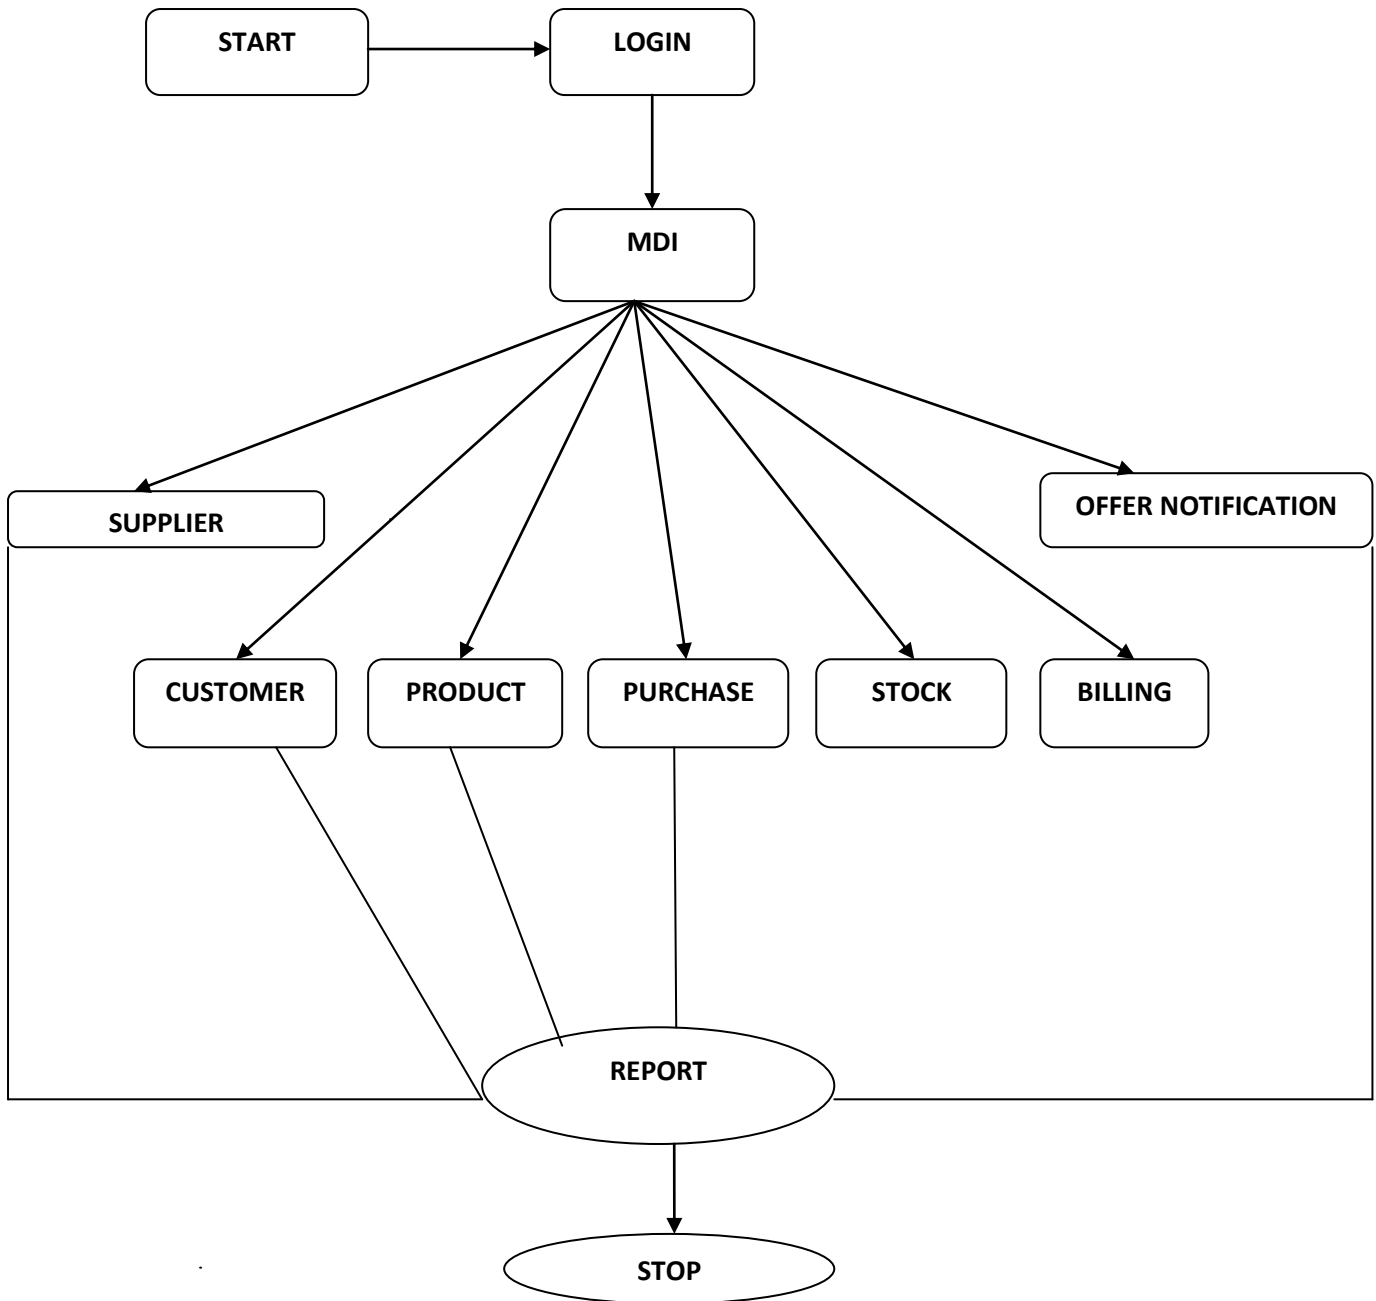 START
LOGIN
MDI
SUPPLIER
OFFER NOTIFICATION
CUSTOMER
PRODUCT
PURCHASE
STOCK
BILLING
REPORT
STOP